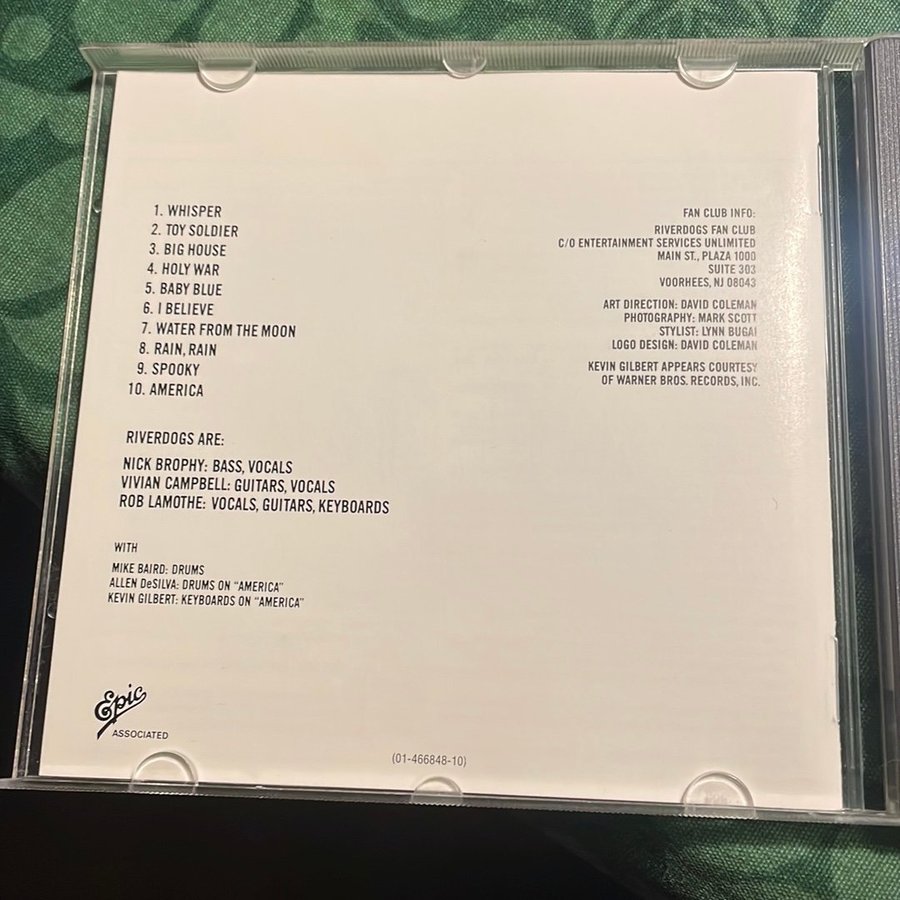 1. WHISPER
2. TOY SOLDIER
3. BIG HOUSE
4. HOLY WAR
5. BABY BLUE
6. I BELIEVE
7. WATER FROM THE MOON
8. RAIN, RAIN
9. SPOOKY
10. AMERICA
RIVERDOGS ARE:
NICK BROPHY: BASS, VOCALS
VIVIAN CAMPBELL: GUITARS, VOCALS
ROB LAMOTHE: VOCALS, GUITARS, KEYBOARDS
WITH
MIKE BAIRD: DRUMS
ALLEN DeSILVA: DRUMS ON "AMERICA"
KEVIN GILBERT: KEYBOARDS ON "AMERICA"
Epic
ASSOCIATED
FAN CLUB INFO:
RIVERDOGS FAN CLUB
C/O ENTERTAINMENT SERVICES UNLIMITED
MAIN ST., PLAZA 1000
SUITE 303
VOORHEES, NJ 08043
ART DIRECTION: DAVID COLEMAN
PHOTOGRAPHY: MARK SCOTT
STYLIST: LYNN BUGAI
LOGO DESIGN: DAVID COLEMAN
KEVIN GILBERT APPEARS COURTESY
OF WARNER BROS. RECORDS, INC.
(01-466848-10)